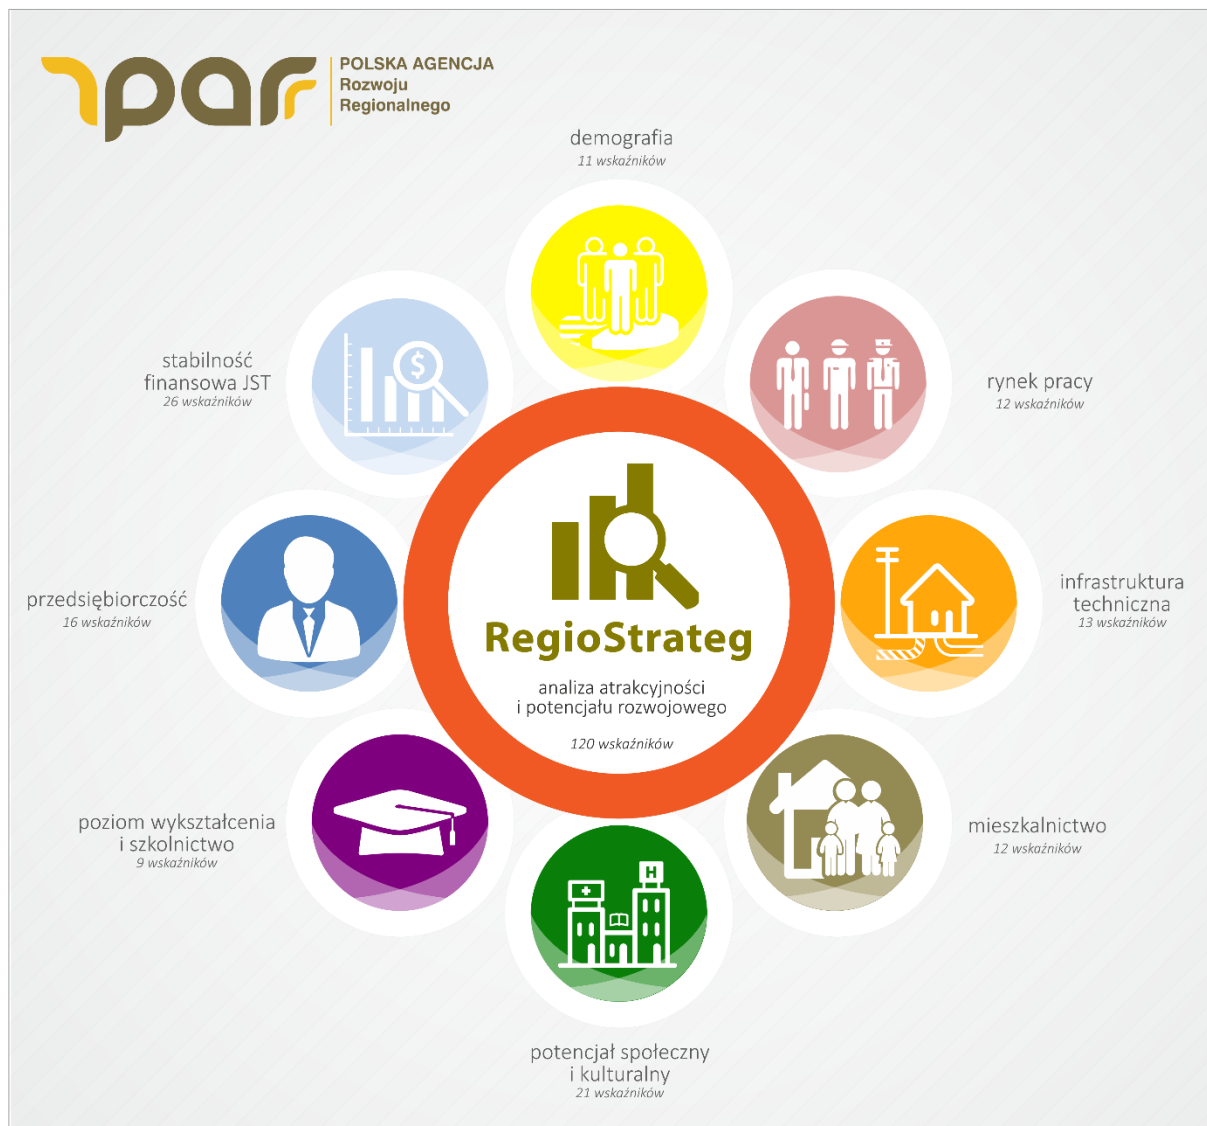 parr
POLSKA AGENCJA
Rozwoju
Regionalnego
demografia
11 wskaźników
stabilność
finansowa JST
26 wskaźników
$
rynek pracy
12 wskaźników
przedsiębiorczość
16 wskaźników
infrastruktura
techniczna
13 wskaźników
RegioStrateg
analiza atrakcyjności
i potencjału rozwojowego
120 wskaźników
poziom wykształcenia
i szkolnictwo
9 wskaźników
mieszkalnictwo
12 wskaźników
H
potencjał społeczny
i kulturalny
21 wskaźników